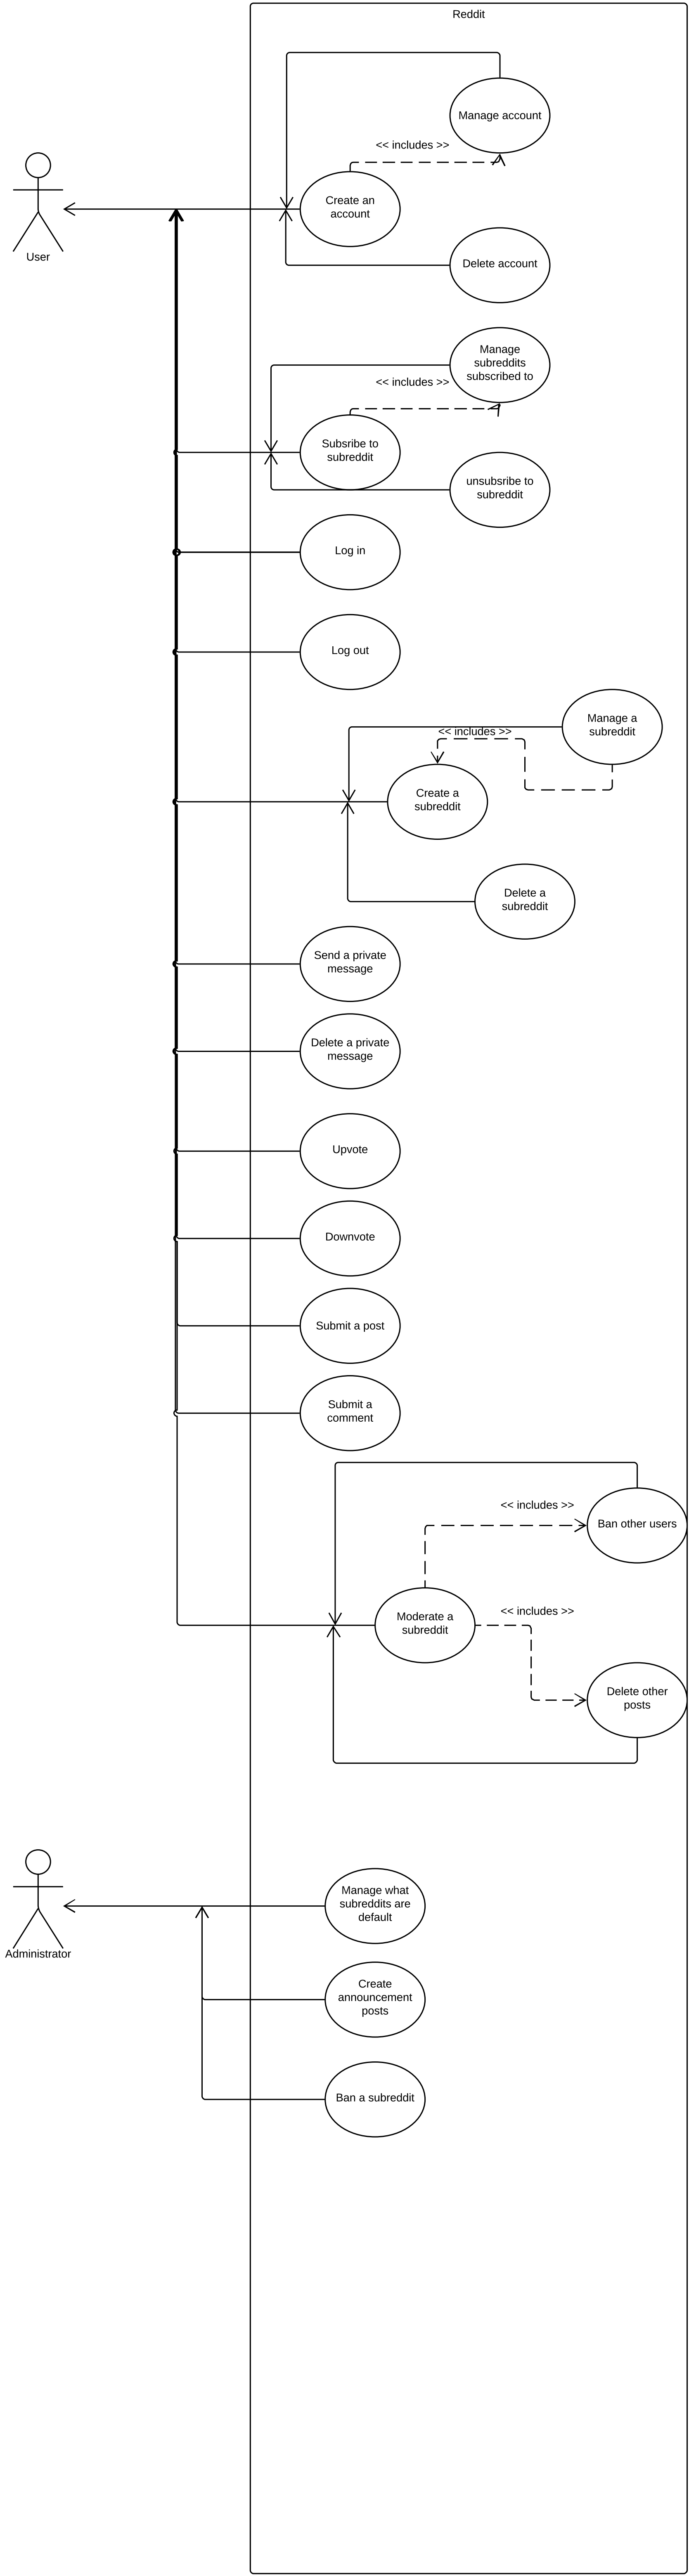 Reddit
Manage account
<< includes >>
Create an
account
User
Delete account
Manage
subreddits
subscribed to
<< includes >>
Subsribe to
subreddit
unsubsribe to
subreddit
Log in
Log out
Manage a
subreddit
<< includes >>
Create a
subreddit
Delete a
subreddit
Send a private
message
Delete a private
message
Upvote
Downvote
Submit a post
Submit a
comment
<< includes >>
Ban other users
<< includes >>
Moderate a
subreddit
Delete other
posts
Manage what
subreddits are
default
Administrator
Create
announcement
posts
Ban a subreddit